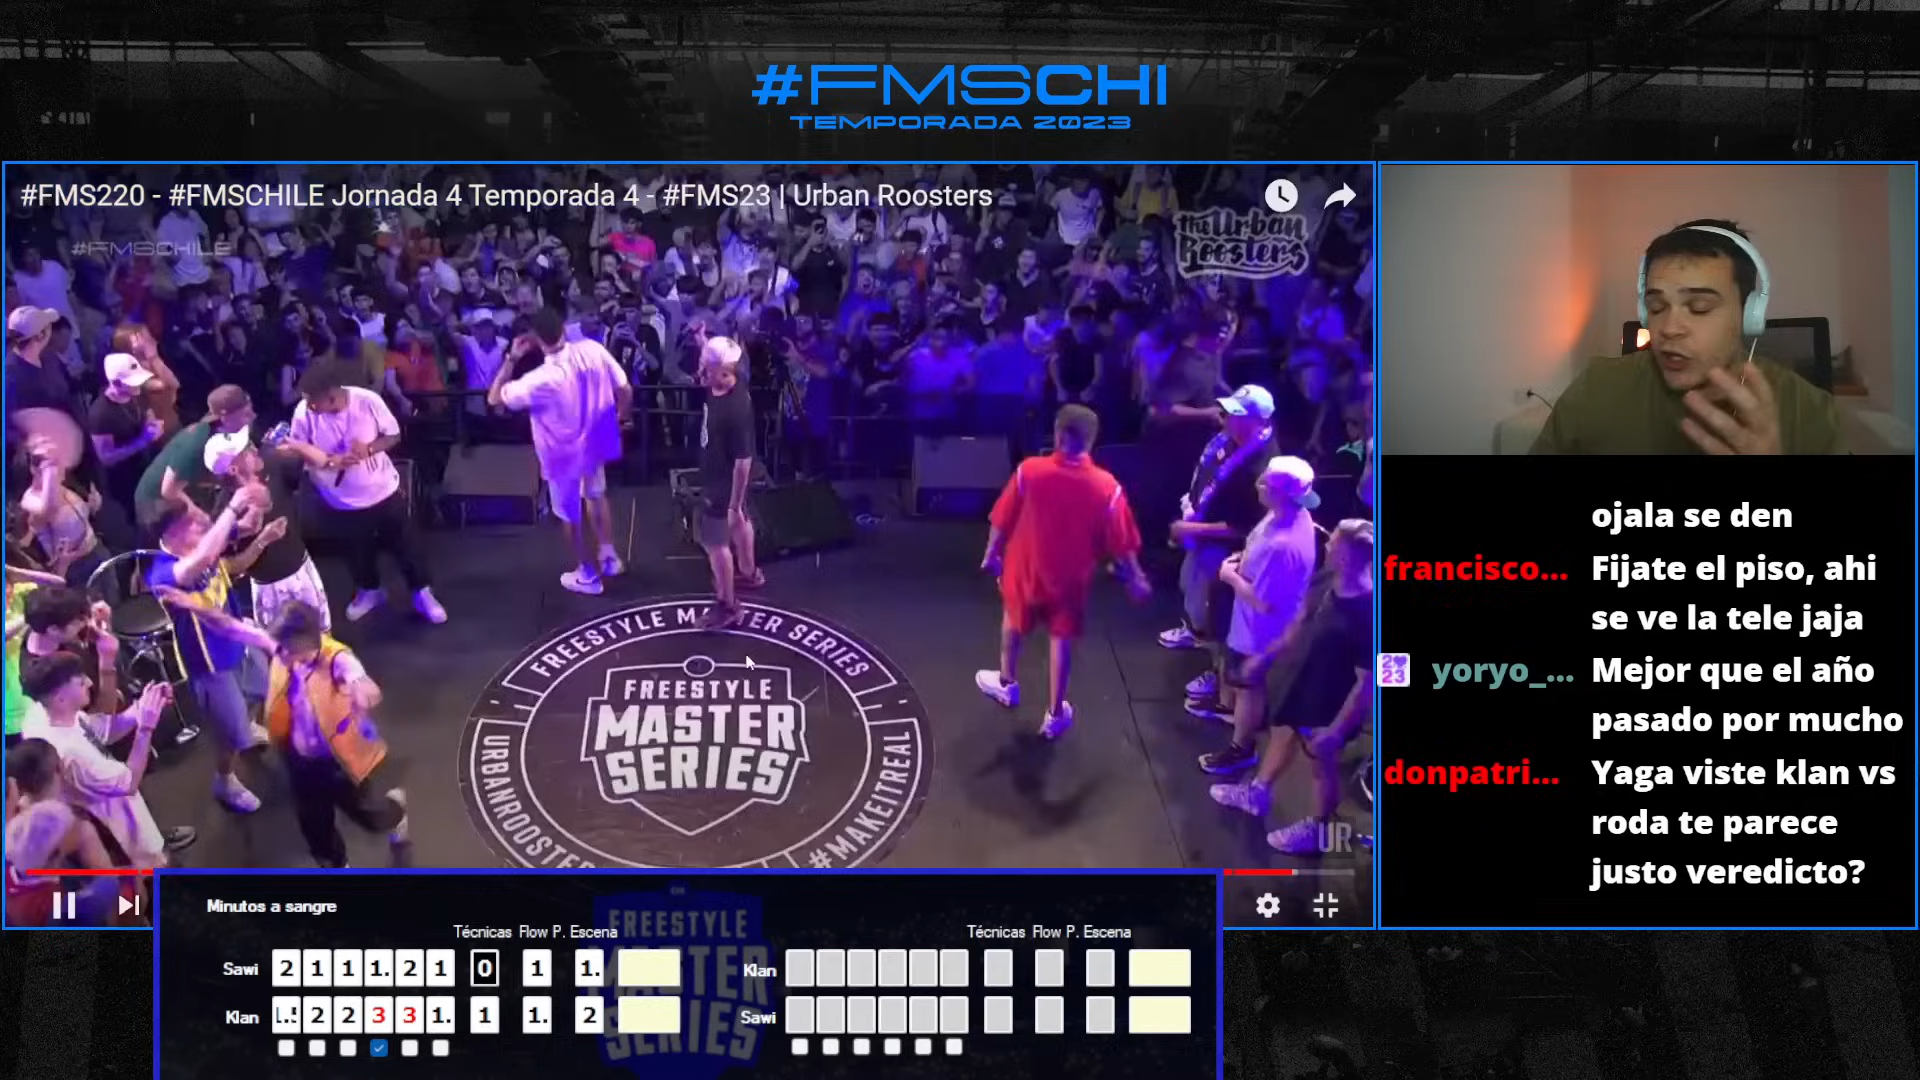 #FMSCHI
TEMPORADA 2023
#FMS220 - #FMSCHILE Jornada 4 Temporada 4 - #FMS23 | Urban Roosters
#FMSCHILE
the Urban
Roosters
FREESTYLE MASTER SERIES
FREESTYLE
MASTER
SERIES
URBANROOSTE
#MAKEITREAL
UR
ojala se den
francisco... Fijate el piso, ahi
se ve la tele jaja
yoryo_... Mejor que el año
pasado por mucho
donpatri... Yaga viste klan vs
roda te parece
justo veredicto?
Minutos a sangre
Técnicas Flow P. Escena
Sawi 2 1 1 1. 2 1 0 1 1.
Klan 2 2 3 3 1. 1 1. 2
Técnicas Flow P. Escena
Klan
Sawi
FREESTYLE
MASTER
SERIES